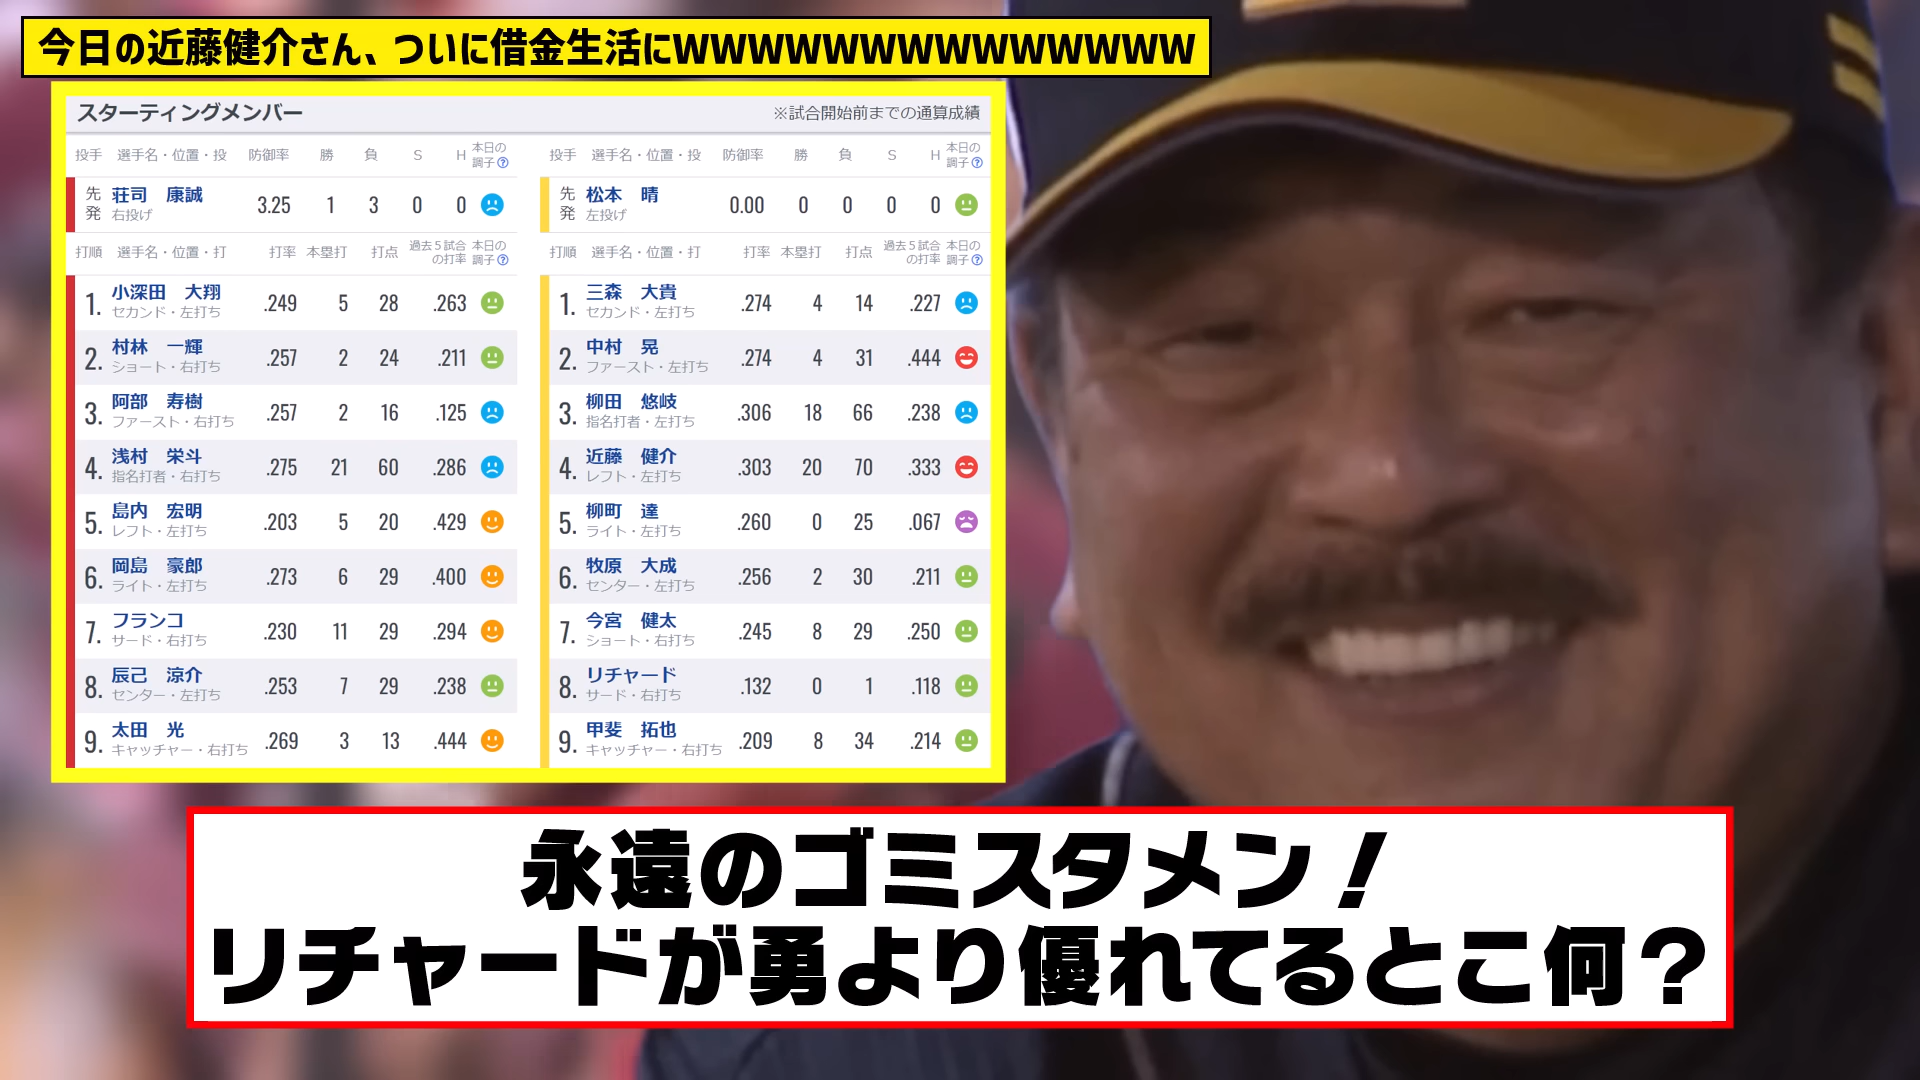 今日の近藤健介さん、ついに借金生活にWWWWWWWWWWWWWW
スターティングメンバー ※試合開始前までの通算成績
投手 選手名・位置・投 防御率 勝 負 S H 本日の調子?
先発 荘司 康誠 右投げ 3.25 1 3 0 0
打順 選手名・位置・打 打率 本塁打 打点 過去5試合の打率 本日の調子?
1. 小深田 大翔 セカンド・左打ち .249 5 28 .263
2. 村林 一輝 ショート・右打ち .257 2 24 .211
3. 阿部 寿樹 ファースト・右打ち .257 2 16 .125
4. 浅村 栄斗 指名打者・右打ち .275 21 60 .286
5. 島内 宏明 レフト・左打ち .203 5 20 .429
6. 岡島 豪郎 ライト・左打ち .273 6 29 .400
7. フランコ サード・右打ち .230 11 29 .294
8. 辰己 涼介 センター・左打ち .253 7 29 .238
9. 太田 光 キャッチャー・右打ち .269 3 13 .444
投手 選手名・位置・投 防御率 勝 負 S H 本日の調子?
先発 松本 晴 左投げ 0.00 0 0 0 0
打順 選手名・位置・打 打率 本塁打 打点 過去5試合の打率 本日の調子?
1. 三森 大貴 セカンド・左打ち .274 4 14 .227
2. 中村 晃 ファースト・左打ち .274 4 31 .444
3. 柳田 悠岐 指名打者・左打ち .306 18 66 .238
4. 近藤 健介 レフト・左打ち .303 20 70 .333
5. 柳町 達 ライト・左打ち .260 0 25 .067
6. 牧原 大成 センター・左打ち .256 2 30 .211
7. 今宮 健太 ショート・右打ち .245 8 29 .250
8. リチャード サード・右打ち .132 0 1 .118
9. 甲斐 拓也 キャッチャー・右打ち .209 8 34 .214
永遠のゴミスタメン！
リチャードが勇より優れてるとこ何？